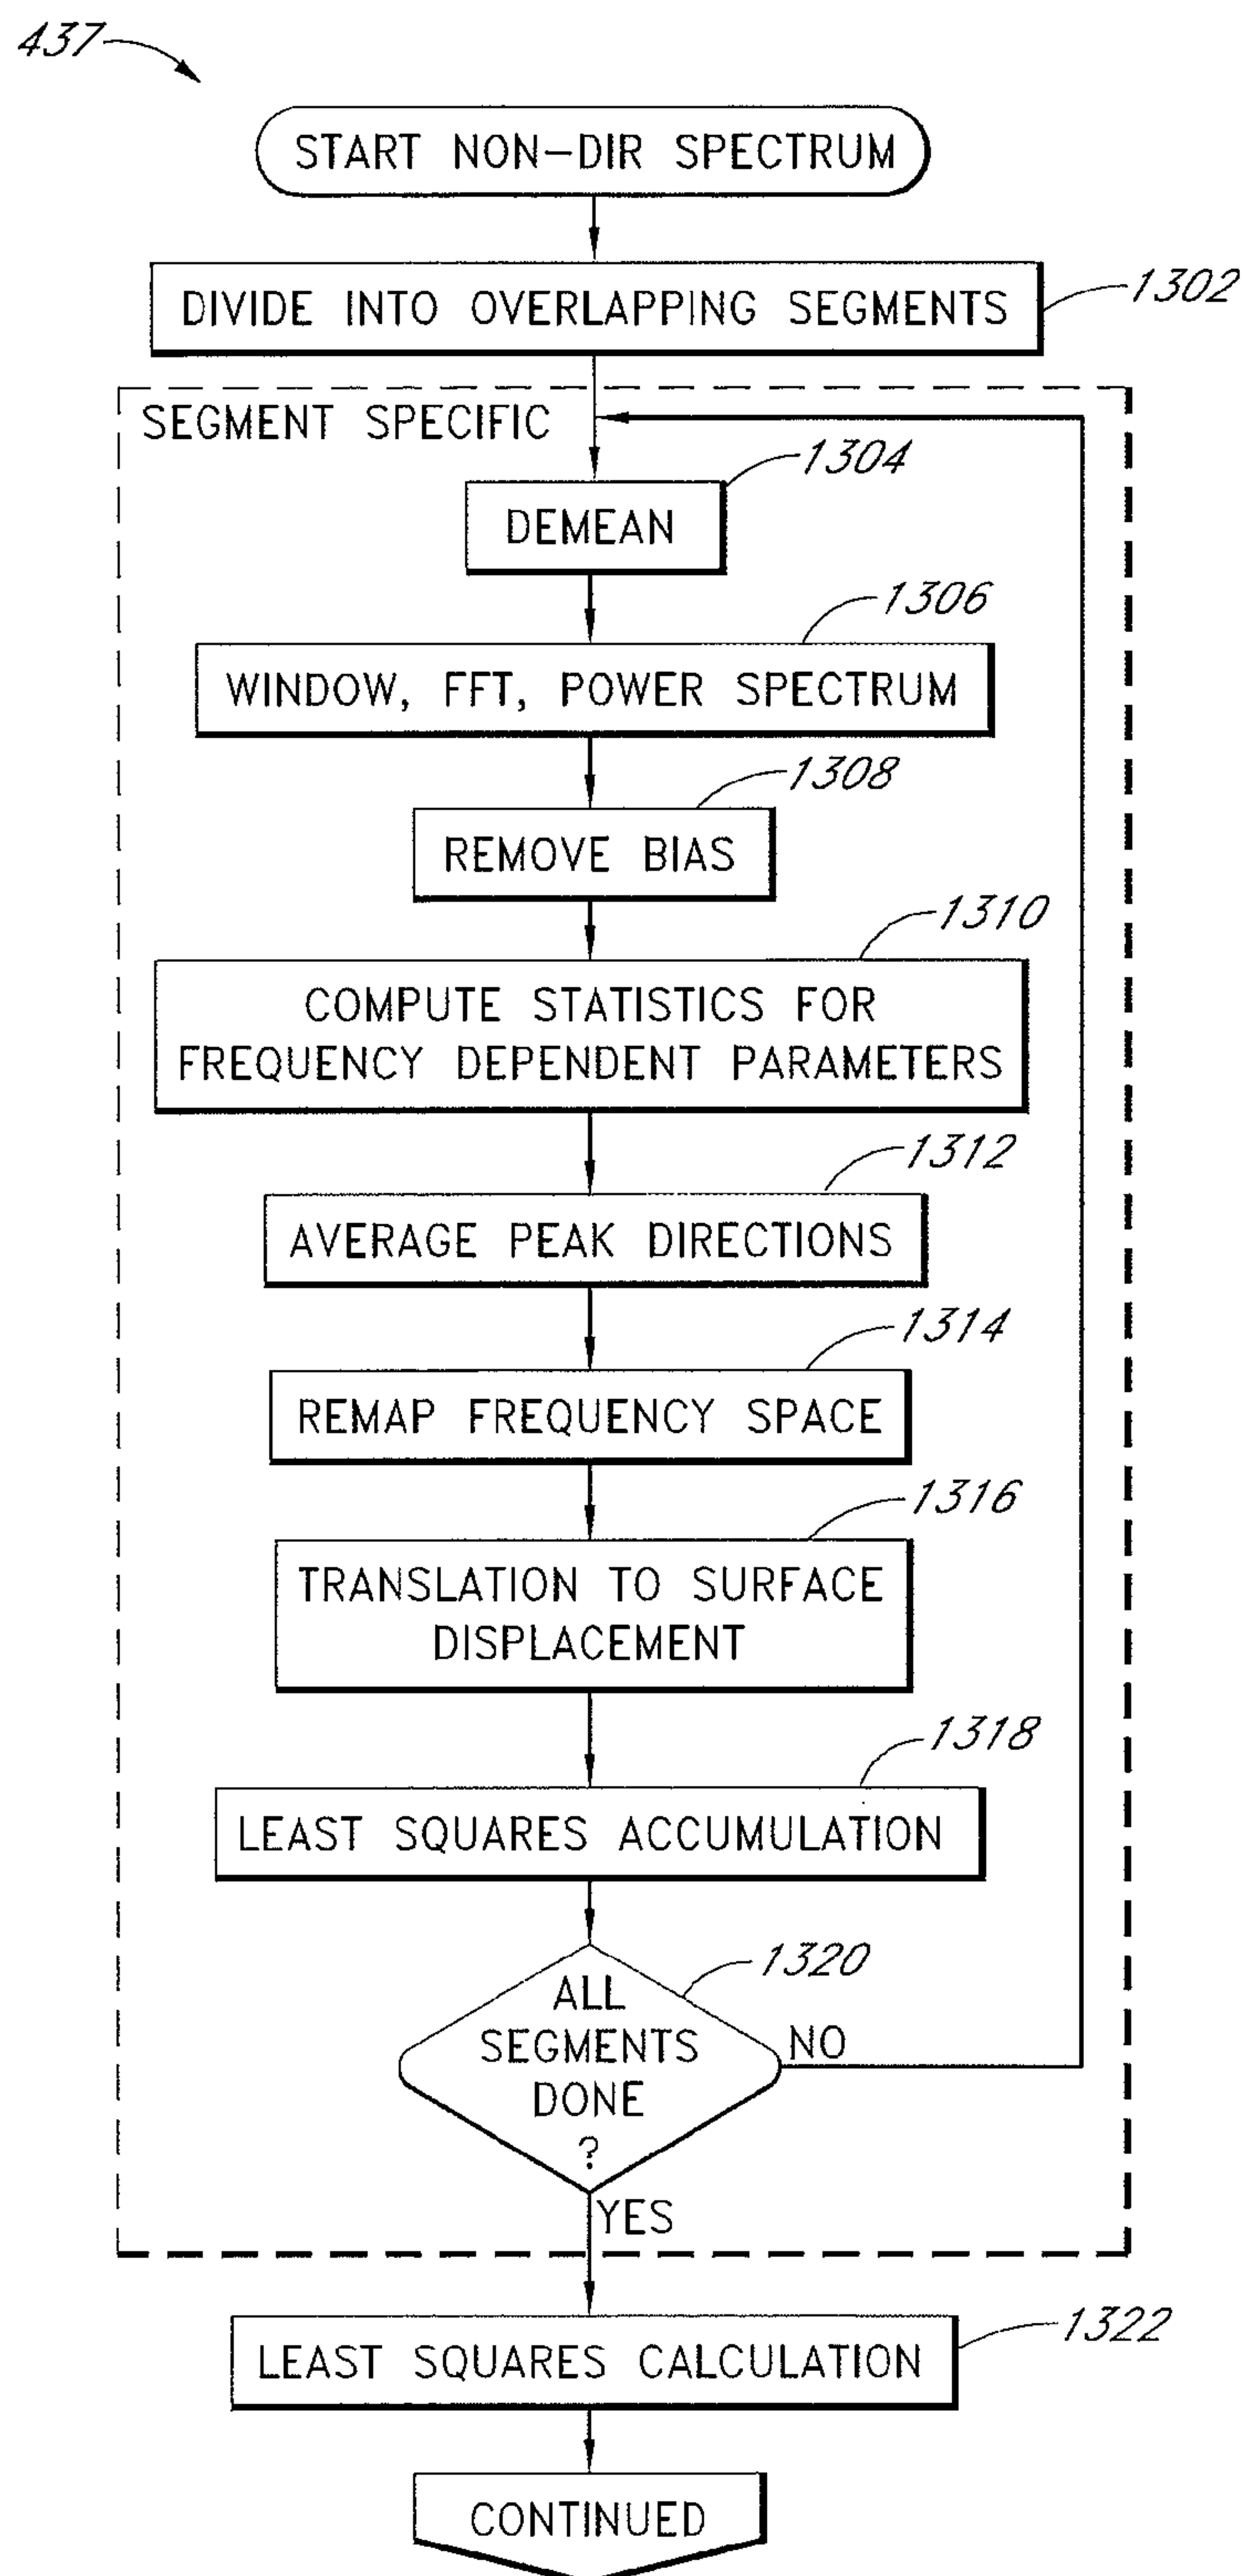 437
START NON-DIR SPECTRUM
DIVIDE INTO OVERLAPPING SEGMENTS
1302
SEGMENT SPECIFIC
1304
DEMEAN
1306
WINDOW, FFT, POWER SPECTRUM
1308
REMOVE BIAS
1310
COMPUTE STATISTICS FOR
FREQUENCY DEPENDENT PARAMETERS
1312
AVERAGE PEAK DIRECTIONS
1314
REMAP FREQUENCY SPACE
1316
TRANSLATION TO SURFACE
DISPLACEMENT
1318
LEAST SQUARES ACCUMULATION
1320
ALL
SEGMENTS
DONE
?
NO
YES
1322
LEAST SQUARES CALCULATION
CONTINUED